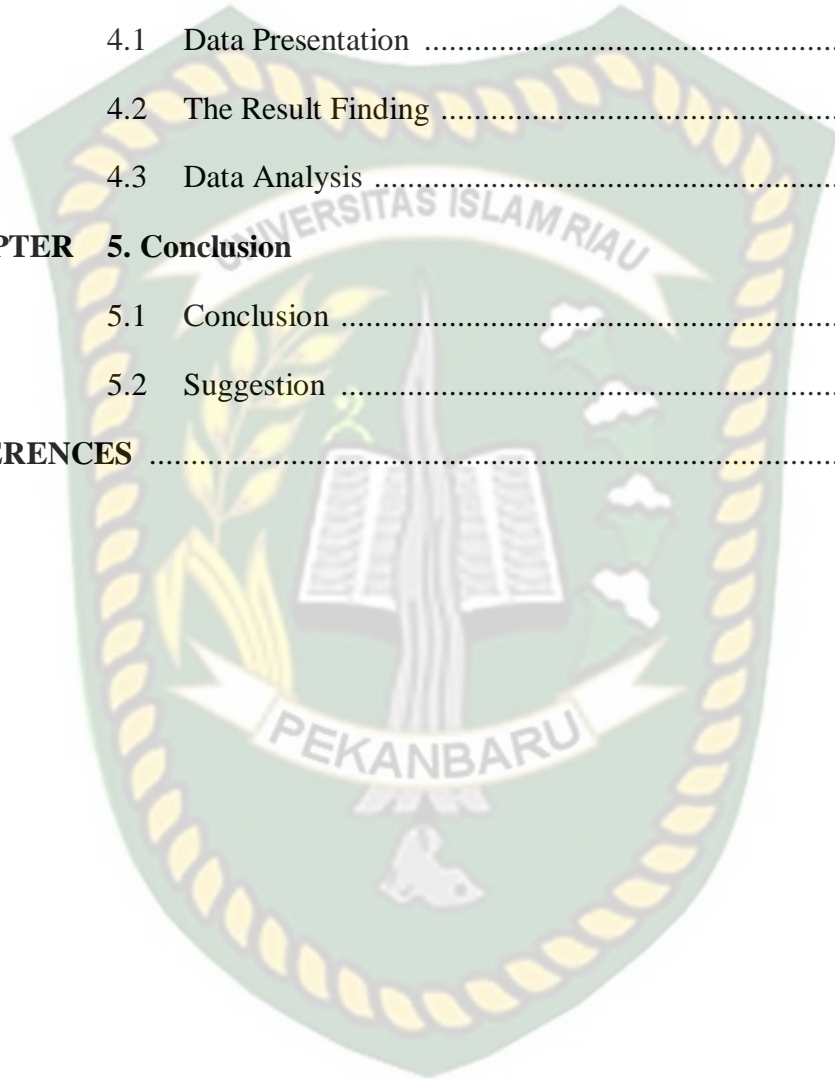 4.1 Data Presentation ........................................................
4.2 The Result Finding .....................................................
4.3 Data Analysis ................................................................
UNIVERSITAS ISLAM RIAU
PTER 5. Conclusion
5.1 Conclusion ......................................................................
5.2 Suggestion ......................................................................
ERENCES ..............................................................................................
PEKANBARU